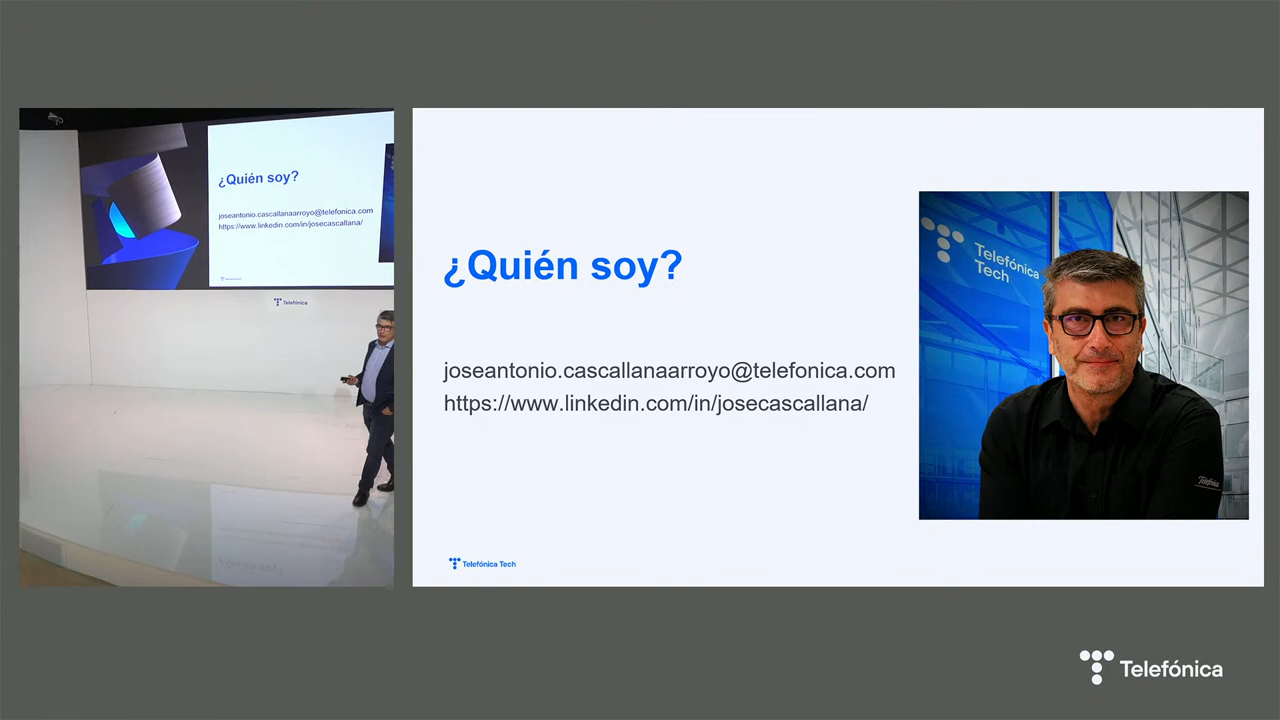 ¿Quién soy?
joseantonio.cascallanaarroyo@telefonica.com
https://www.linkedin.com/in/josecascallana/
Telefónica
¿Quién soy?
joseantonio.cascallanaarroyo@telefonica.com
https://www.linkedin.com/in/josecascallana/
Telefónica
Tech
Telefónica
Telefónica Tech
Telefónica